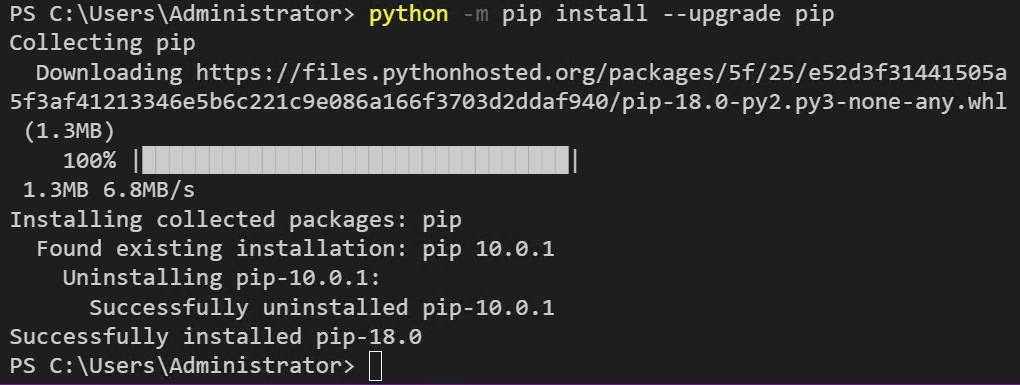 PS C:\Users\Administrator> python -m pip install --upgrade pip
Collecting pip
  Downloading https://files.pythonhosted.org/packages/5f/25/e52d3f31441505a
5f3af41213346e5b6c221c9e086a166f3703d2ddaf940/pip-18.0-py2.py3-none-any.whl
 (1.3MB)
    100% |████████████████████████████████|
 1.3MB 6.8MB/s
Installing collected packages: pip
  Found existing installation: pip 10.0.1
    Uninstalling pip-10.0.1:
      Successfully uninstalled pip-10.0.1
Successfully installed pip-18.0
PS C:\Users\Administrator>